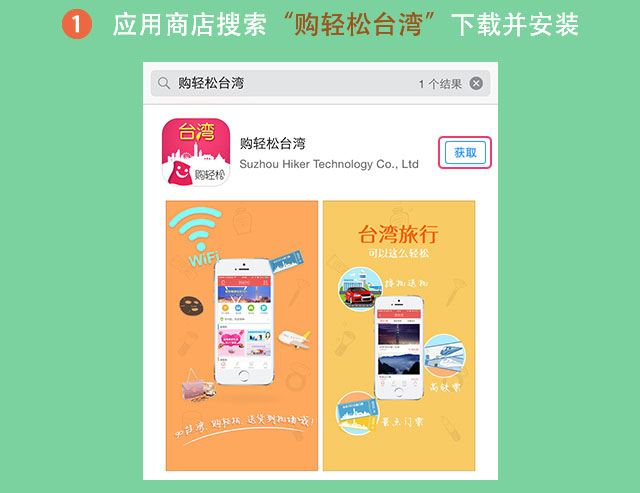 1 应用商店搜索“购轻松台湾”下载并安装
购轻松台湾 1 个结果
台湾
购轻松
购轻松台湾
Suzhou Hiker Technology Co., Ltd
获取
WiFi
台湾旅行
可以这么轻松
接机送机
高铁票
景点门票